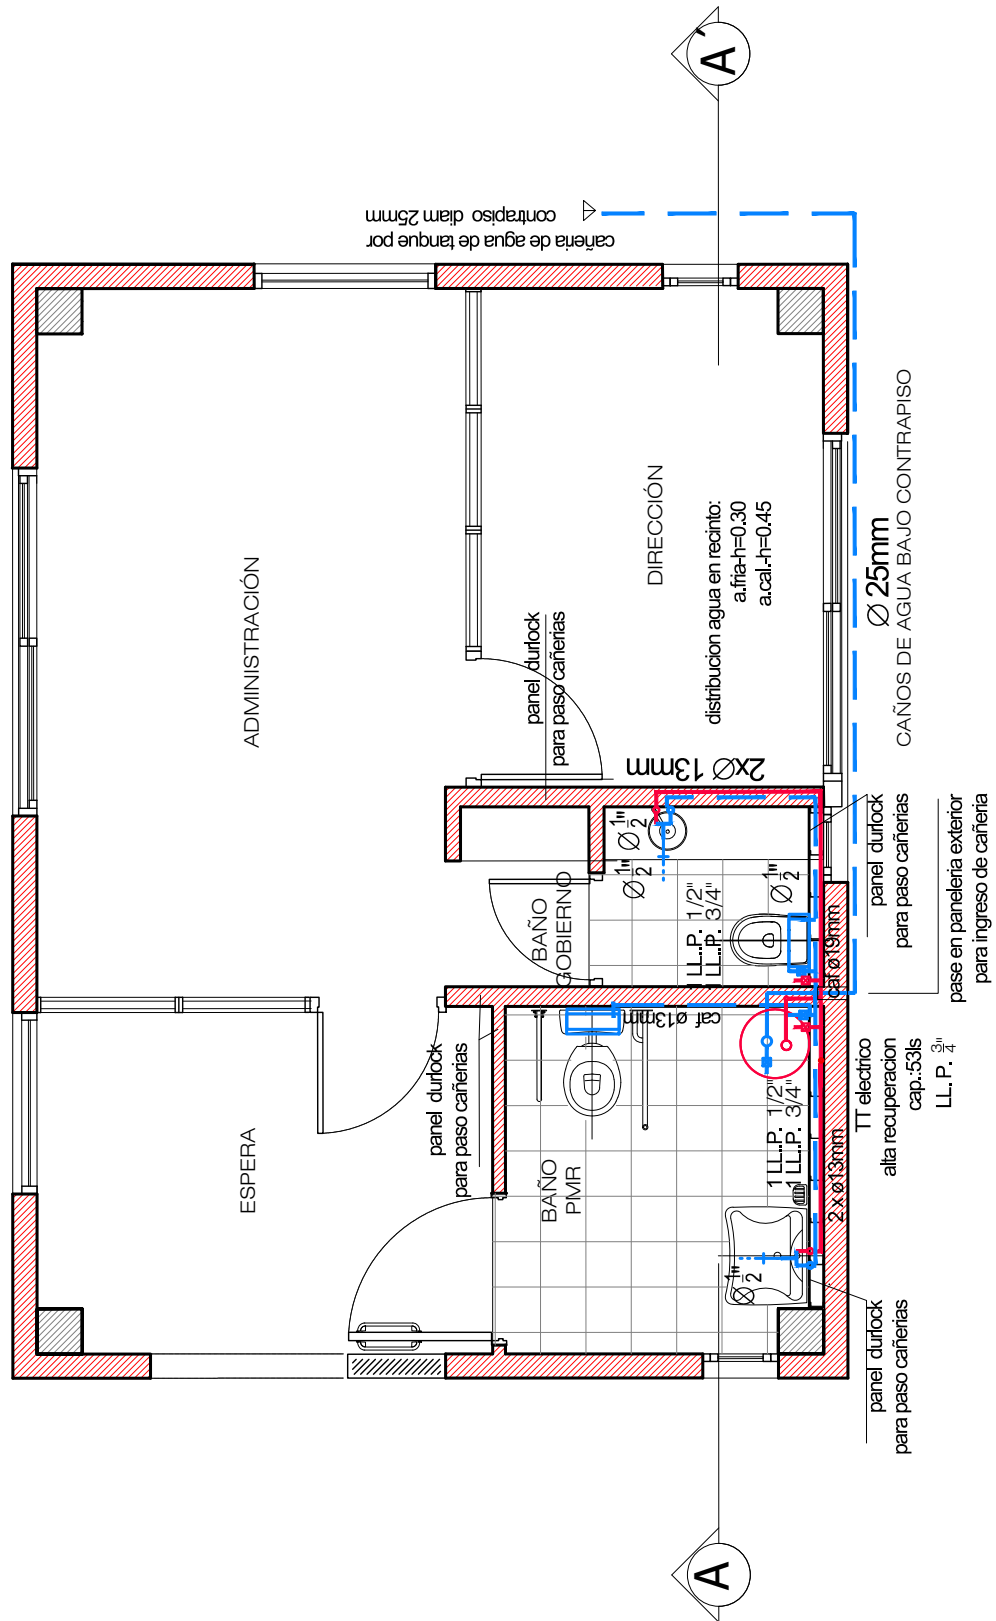 A'
cañeria de agua de tanque por
contrapiso diam 25mm
ADMINISTRACIÓN
DIRECCIÓN
distribucion agua en recinto:
a.fria-h=0.30
a.cal.-h=0.45
Ø 25mm
CAÑOS DE AGUA BAJO CONTRAPISO
panel durlock
para paso cañerias
2xØ 13mm
Ø 1/2"
Ø 1/2"
Ø 1/2"
BAÑO
GOBIERNO
1 LL.P. 1/2"
1 LL.P. 3/4"
caf ø19mm
panel durlock
para paso cañerias
pase en paneleria exterior
para ingreso de cañeria
ESPERA
panel durlock
para paso cañerias
caf ø13mm
BAÑO
PMR
1 LL.P. 1/2"
1 LL.P. 3/4"
2 x ø13mm
TT electrico
alta recuperacion
cap.:53ls
LL. P. 3/4"
Ø 1/2"
panel durlock
para paso cañerias
A